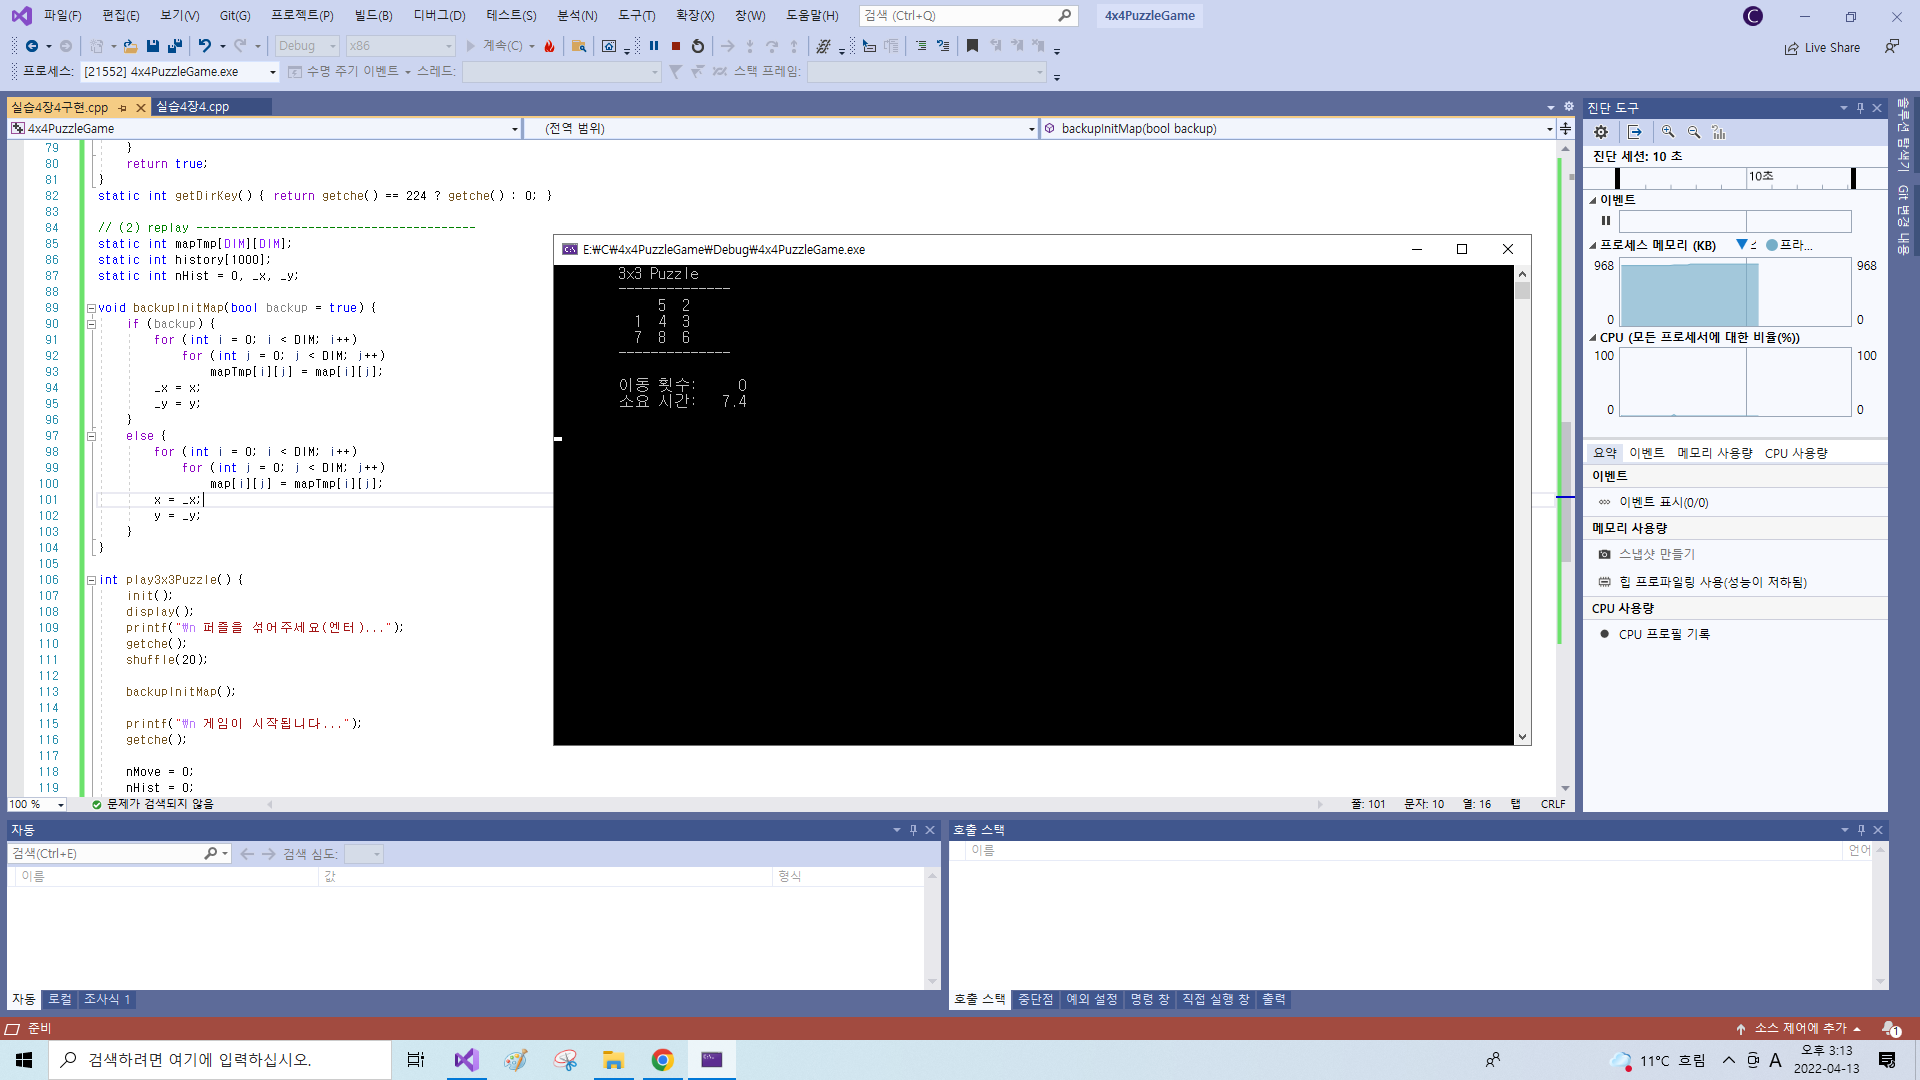 파일(F) 편집(E) 보기(V) Git(G) 프로젝트(P) 빌드(B) 디버그(D) 테스트(S) 분석(N) 도구(T) 확장(X) 창(W) 도움말(H) 검색 (Ctrl+Q) 4x4PuzzleGame C
Debug x86 계속(C) Live Share
프로세스: [21552] 4x4PuzzleGame.exe 수명 주기 이벤트 스레드: 스택 프레임:
실습4장4구현.cpp 실습4장4.cpp
4x4PuzzleGame (전역 범위) backupInitMap(bool backup)
79 }
80 return true;
81 }
82 static int getDirKey() { return getche() == 224 ? getche() : 0; }
83
84 // (2) replay ----------------------------------------
85 static int mapTmp[DIM][DIM];
86 static int history[1000];
87 static int nHist = 0, _x, _y;
88
89 void backupInitMap(bool backup = true) {
90 if (backup) {
91 for (int i = 0; i < DIM; i++)
92 for (int j = 0; j < DIM; j++)
93 mapTmp[i][j] = map[i][j];
94 _x = x;
95 _y = y;
96 }
97 else {
98 for (int i = 0; i < DIM; i++)
99 for (int j = 0; j < DIM; j++)
100 map[i][j] = mapTmp[i][j];
101 x = _x;
102 y = _y;
103 }
104 }
105
106 int play3x3Puzzle() {
107 init();
108 display();
109 printf("₩n 퍼즐을 섞어주세요(엔터)...");
110 getche();
111 shuffle(20);
112
113 backupInitMap();
114
115 printf("₩n 게임이 시작됩니다...");
116 getche();
117
118 nMove = 0;
119 nHist = 0;
100 % 문제가 검색되지 않음 줄: 101 문자: 10 열: 16 탭 CRLF
E:₩C₩4x4PuzzleGame₩Debug₩4x4PuzzleGame.exe
3x3 Puzzle
--------------
5 2
1 4 3
7 8 6
--------------
이동 횟수: 0
소요 시간: 7.4
진단 도구
진단 세션: 10 초
10초
이벤트
프로세스 메모리 (KB) 프라...
968 968
0 0
CPU (모든 프로세서에 대한 비율(%))
100 100
0 0
요약 이벤트 메모리 사용량 CPU 사용량
이벤트
이벤트 표시(0/0)
메모리 사용량
스냅샷 만들기
힙 프로파일링 사용(성능이 저하됨)
CPU 사용량
CPU 프로필 기록
솔루션 탐색기
Git 변경 내용
자동
검색(Ctrl+E) 검색 심도:
이름 값 형식
자동 로컬 조사식 1
호출 스택
이름 언어
호출 스택 중단점 예외 설정 명령 창 직접 실행 창 출력
준비 소스 제어에 추가 1
검색하려면 여기에 입력하십시오. 11°C 흐림 A 오후 3:13
2022-04-13